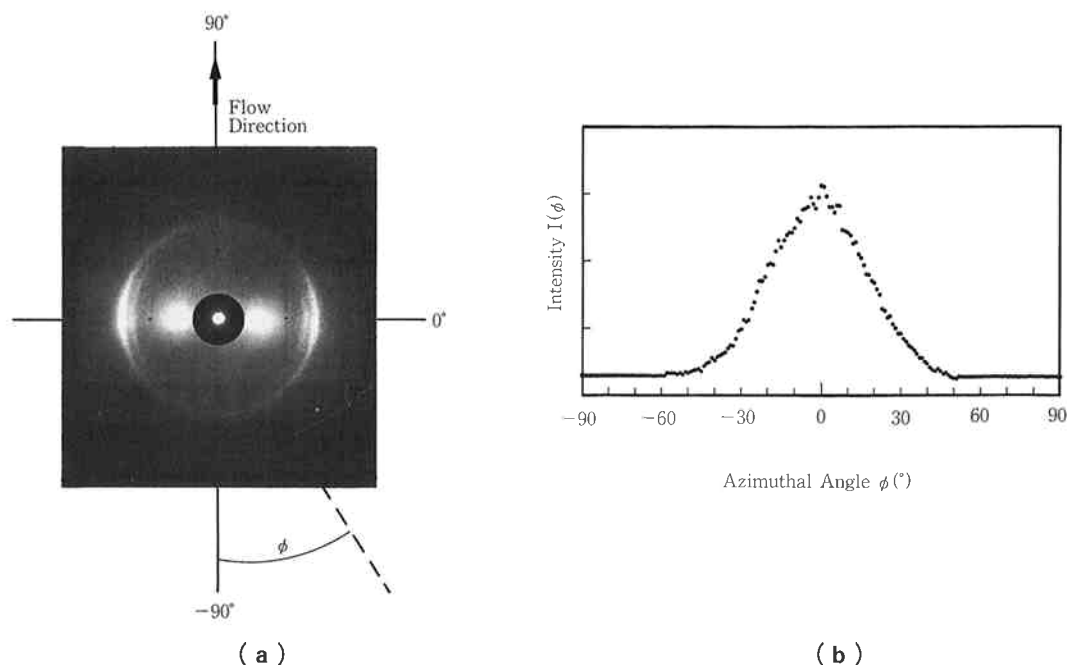 90°
Flow
Direction
0°
ϕ
−90°
( a )
Intensity I(ϕ)
−90
−60
−30
0
30
60
90
Azimuthal Angle ϕ(°)
( b )